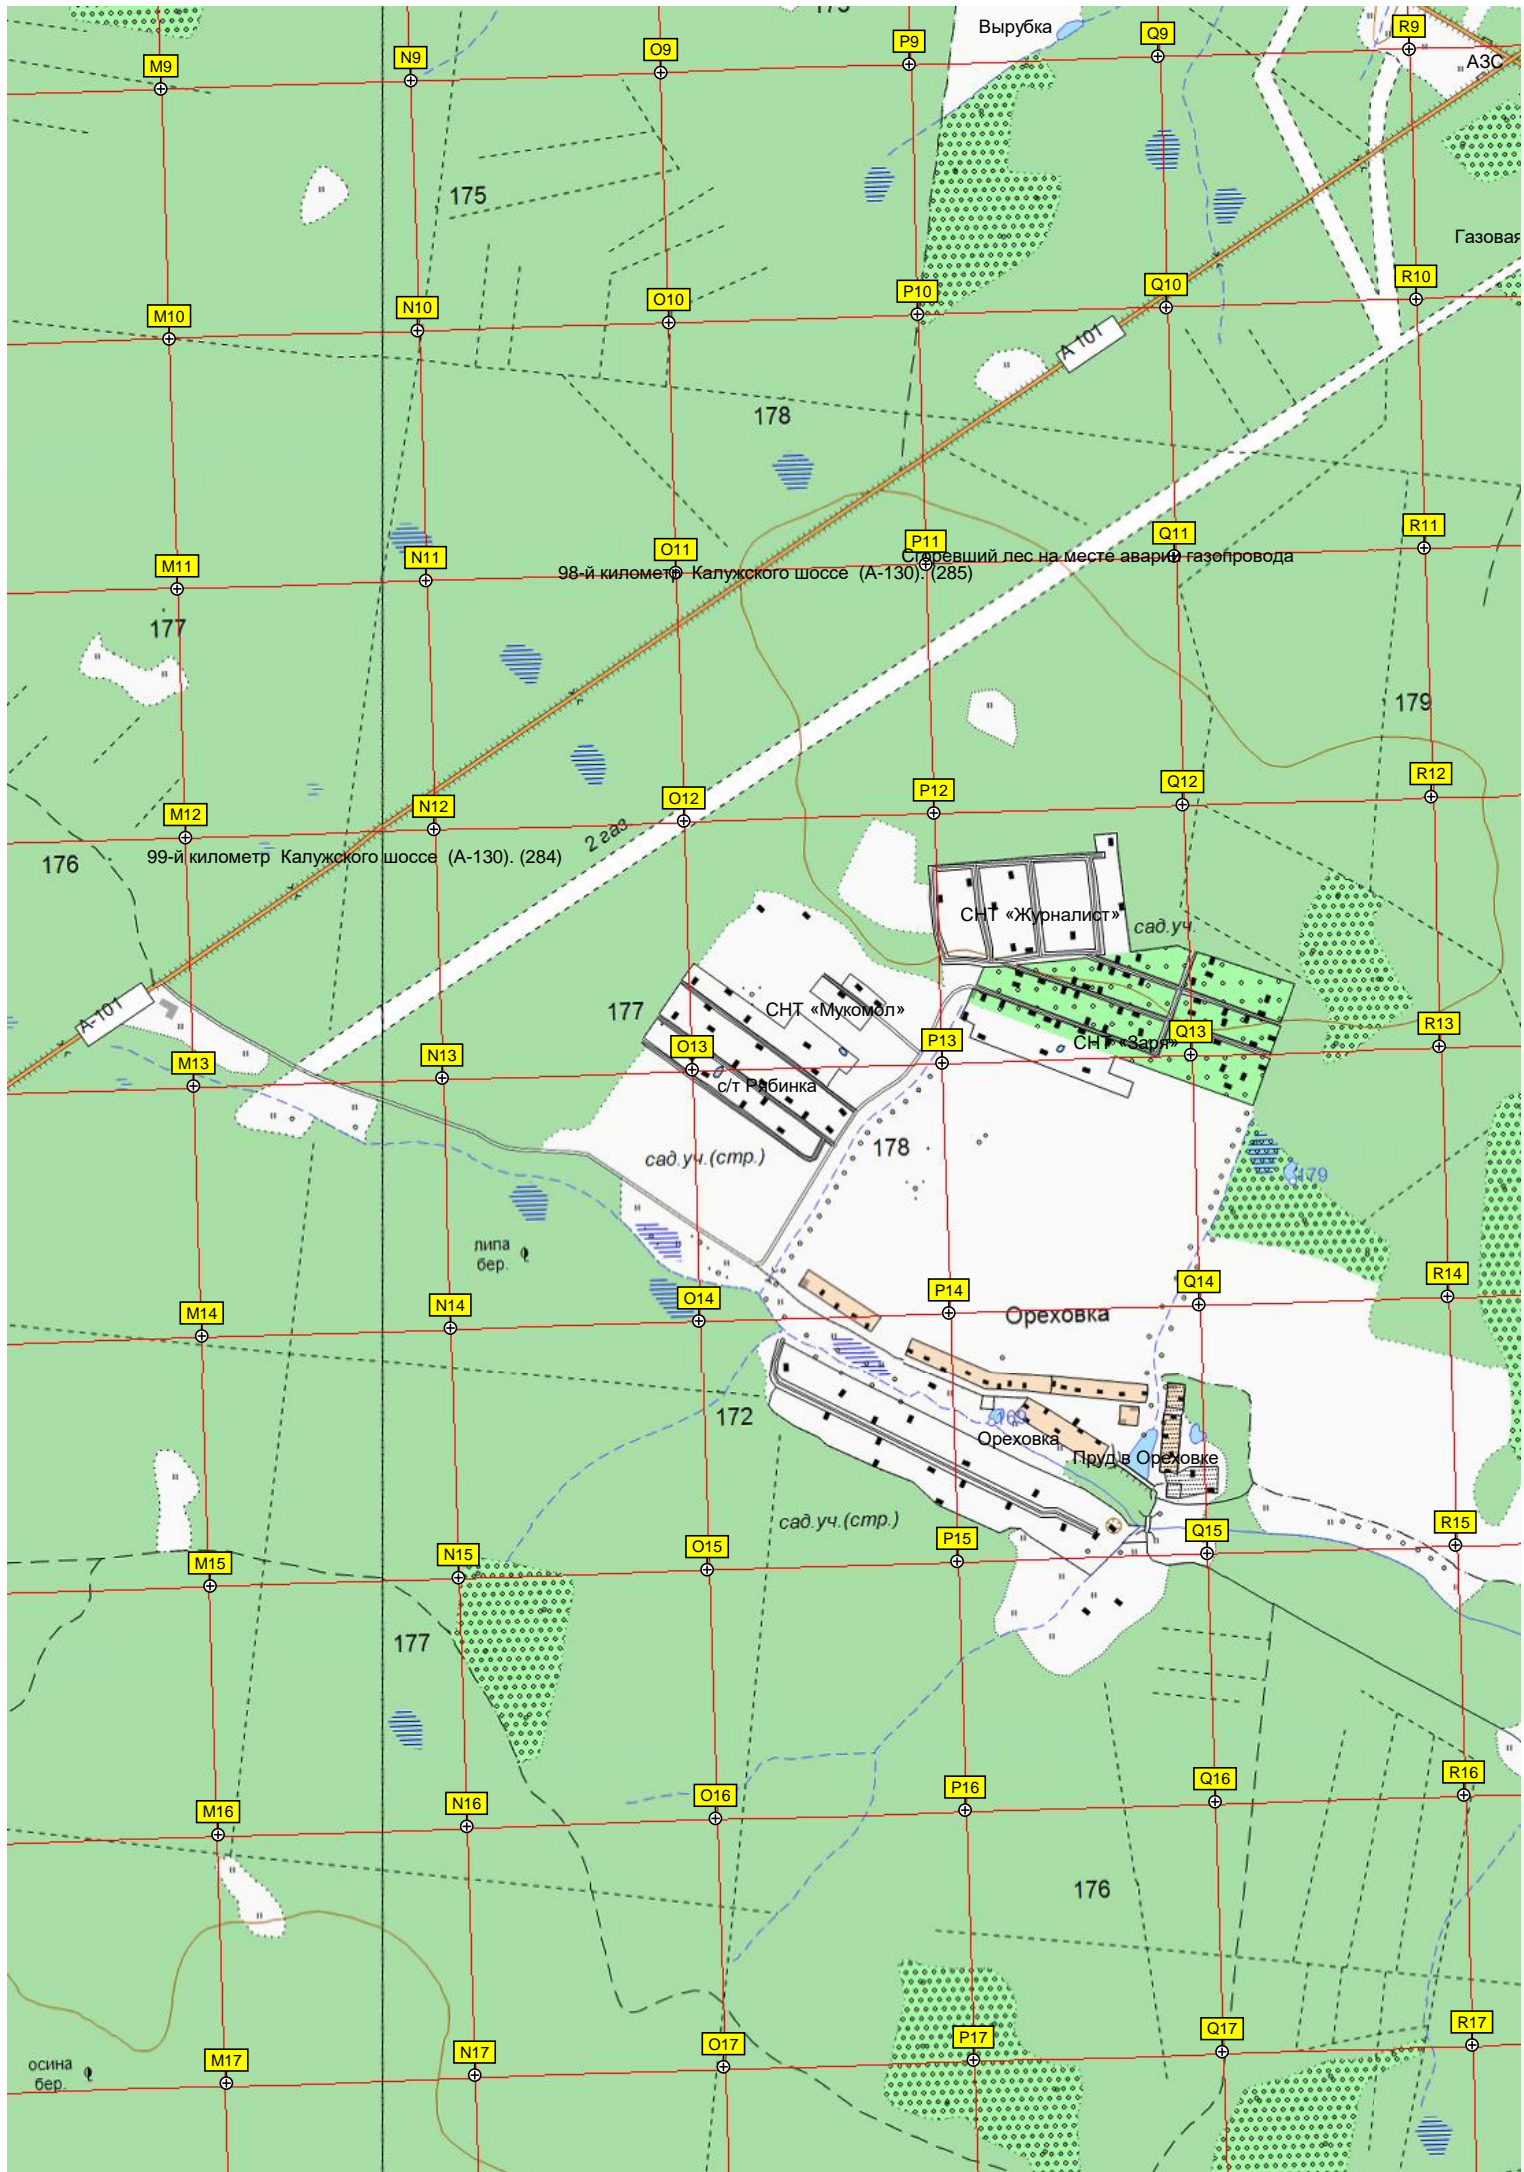 Вырубка
M9
N9
O9
P9
Q9
R9
АЗС
175
Газовая
M10
N10
O10
P10
Q10
R10
А 101
178
M11
N11
O11
P11
Q11
R11
Сгоревший лес на месте аварии газопровода
98-й километр Калужского шоссе (А-130). (285)
177
179
M12
N12
O12
P12
Q12
R12
2 газ.
176
99-й километр Калужского шоссе (А-130). (284)
СНТ «Журналист»
сад.уч.
А-101
177
СНТ «Мукомол»
M13
N13
O13
P13
Q13
R13
СНТ «Заря»
с/т Рябинка
178
сад.уч.(стр.)
179
липа
бер.
M14
N14
O14
P14
Q14
R14
Ореховка
172
169
Ореховка
Пруд в Ореховке
сад.уч.(стр.)
M15
N15
O15
P15
Q15
R15
177
M16
N16
O16
P16
Q16
R16
176
M17
N17
O17
P17
Q17
R17
осина
бер.